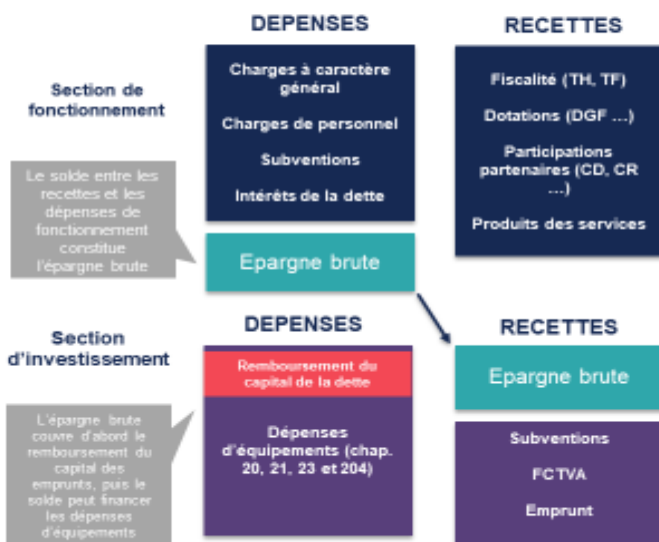 DEPENSES
RECETTES
Section de
fonctionnement
Charges à caractère
général
Charges de personnel
Subventions
Intérêts de la dette
Fiscalité (TH, TF)
Dotations (DGF ...)
Participations
partenaires (CD, CR
...)
Produits des services
Le solde entre les
recettes et les
dépenses de
fonctionnement
constitue
l'épargne brute
Epargne brute
Section
d'investissement
DEPENSES
RECETTES
Remboursement du
capital de la dette
Epargne brute
L'épargne brute
couvre d'abord le
remboursement du
capital des
emprunts, puis le
solde peut financer
les dépenses
d'équipements
Dépenses
d'équipements (chap.
20, 21, 23 et 204)
Subventions
FCTVA
Emprunt